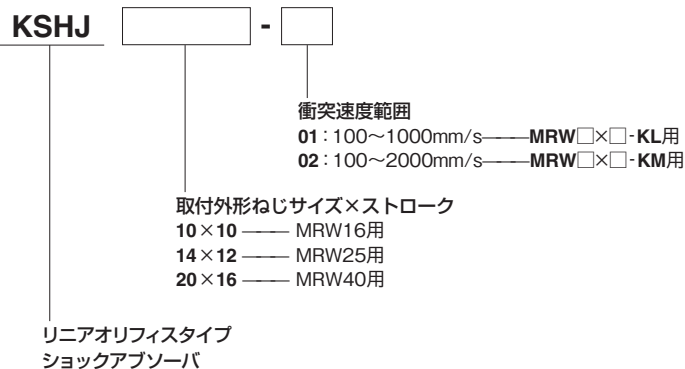 KSHJ □ - □
衝突速度範囲
01：100～1000mm/s───MRW□×□-KL用
02：100～2000mm/s───MRW□×□-KM用
取付外形ねじサイズ×ストローク
10×10 ─── MRW16用
14×12 ─── MRW25用
20×16 ─── MRW40用
リニアオリフィスタイプ
ショックアブソーバ